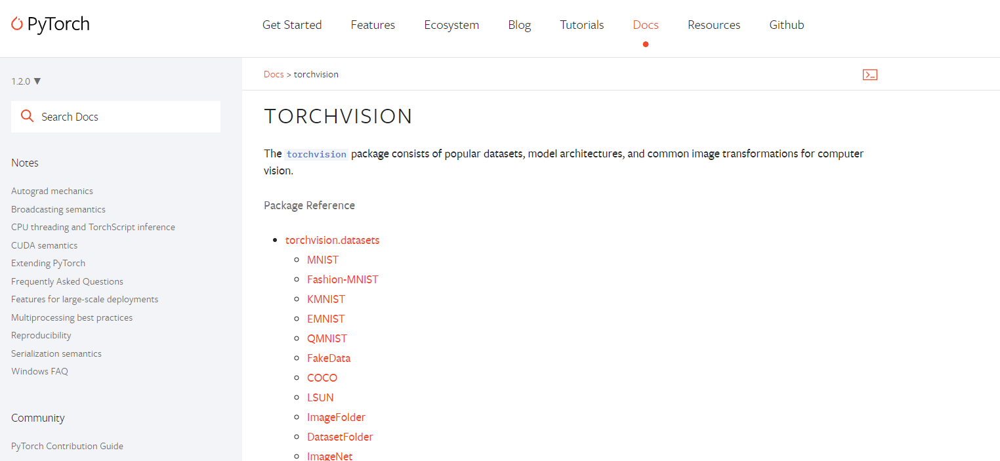 PyTorch
Get Started
Features
Ecosystem
Blog
Tutorials
Docs
Resources
Github
1.2.0 ▼
Search Docs
Notes
Autograd mechanics
Broadcasting semantics
CPU threading and TorchScript inference
CUDA semantics
Extending PyTorch
Frequently Asked Questions
Features for large-scale deployments
Multiprocessing best practices
Reproducibility
Serialization semantics
Windows FAQ
Community
PyTorch Contribution Guide
Docs > torchvision
TORCHVISION
The torchvision package consists of popular datasets, model architectures, and common image transformations for computer
vision.
Package Reference
torchvision.datasets
MNIST
Fashion-MNIST
KMNIST
EMNIST
QMNIST
FakeData
COCO
LSUN
ImageFolder
DatasetFolder
ImageNet